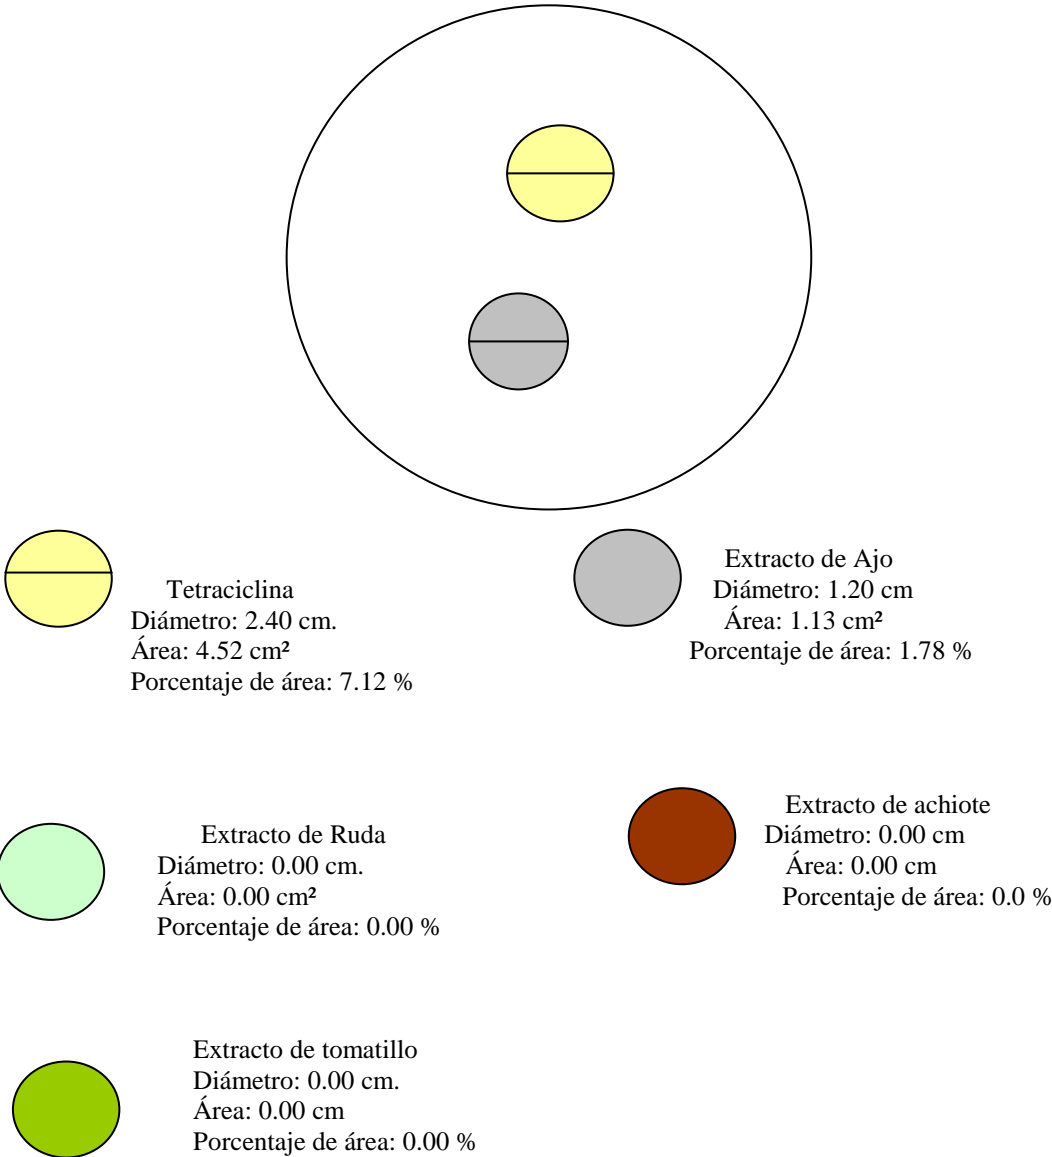 Tetraciclina
Diámetro: 2.40 cm.
Área: 4.52 cm²
Porcentaje de área: 7.12 %
Extracto de Ajo
Diámetro: 1.20 cm
Área: 1.13 cm²
Porcentaje de área: 1.78 %
Extracto de Ruda
Diámetro: 0.00 cm.
Área: 0.00 cm²
Porcentaje de área: 0.00 %
Extracto de achiote
Diámetro: 0.00 cm
Área: 0.00 cm
Porcentaje de área: 0.0 %
Extracto de tomatillo
Diámetro: 0.00 cm.
Área: 0.00 cm
Porcentaje de área: 0.00 %